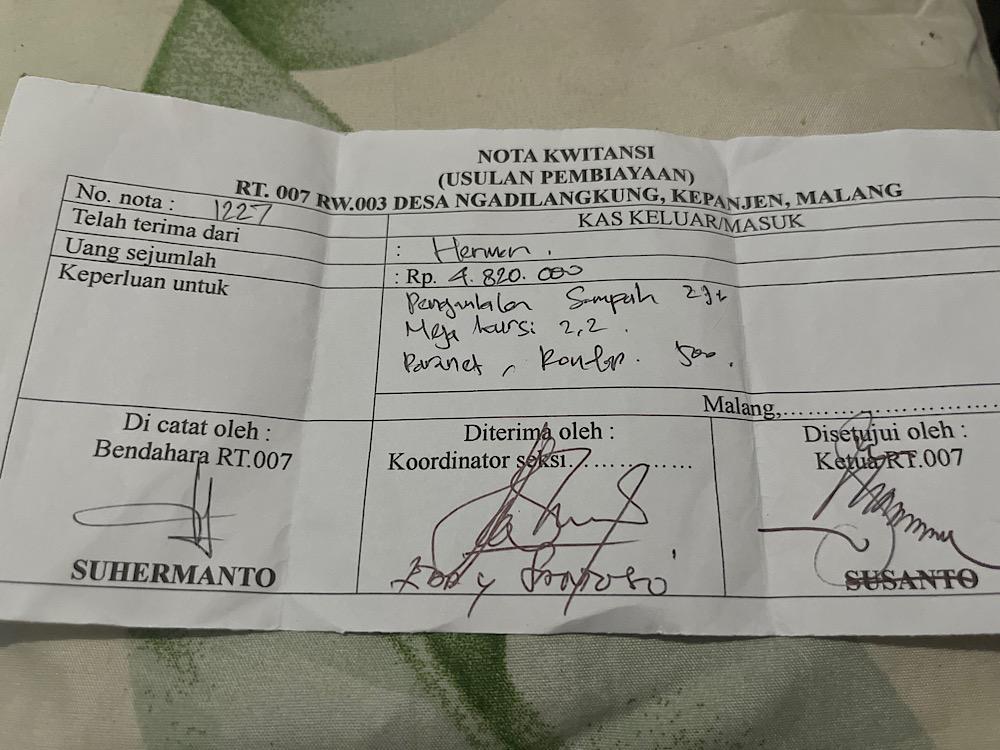 NOTA KWITANSI
(USULAN PEMBIAYAAN)
RT. 007 RW.003 DESA NGADILANGKUNG, KEPANJEN, MALANG
No. nota : 1227
KAS KELUAR/MASUK
Telah terima dari : Herman.
Uang sejumlah : Rp. 4.820.000
Keperluan untuk
Sampah
Meja kursi 2,2.
Paranet, 500.
Malang,......................
Di catat oleh :
Bendahara RT.007
SUHERMANTO
Diterima oleh :
Koordinator seksi................
Disetujui oleh :
Ketua RT.007
SUSANTO